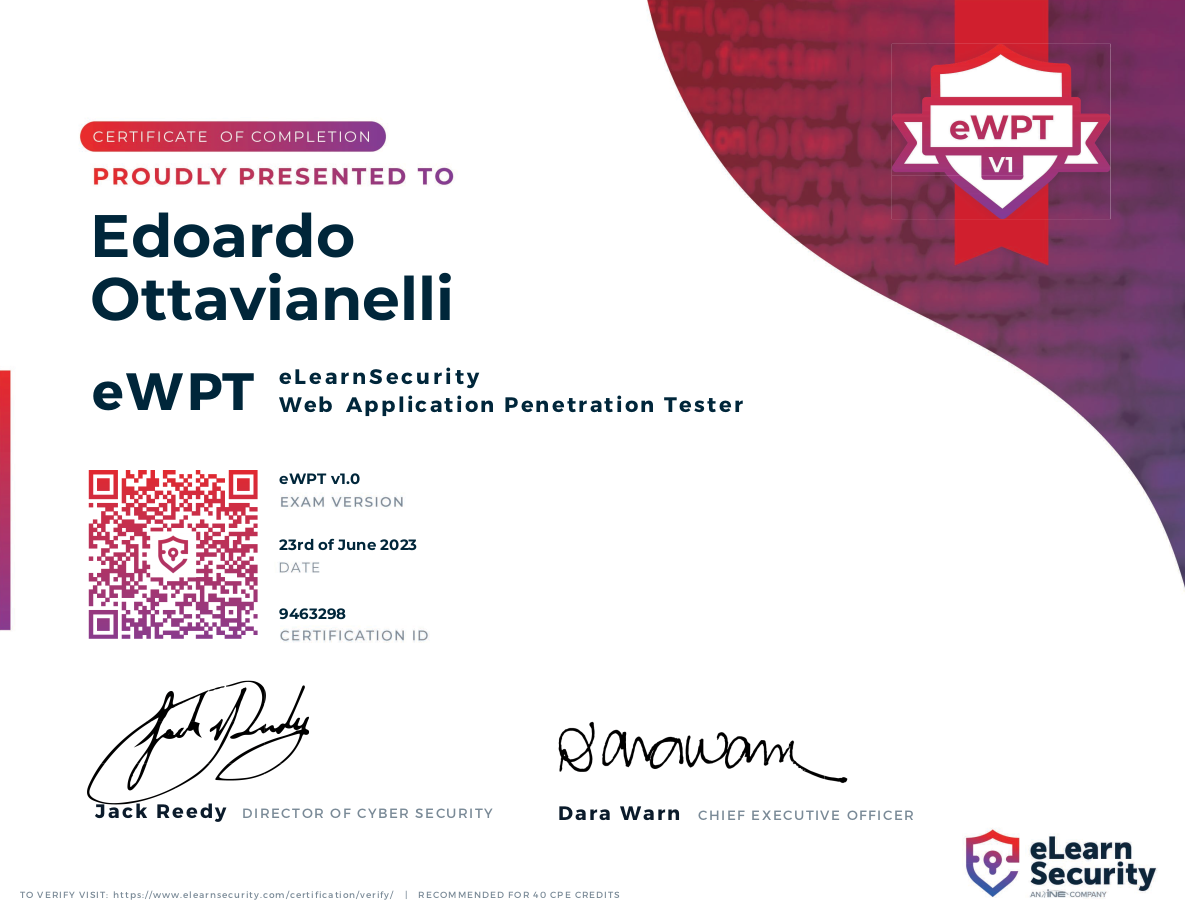 eWPT
V1
CERTIFICATE OF COMPLETION
PROUDLY PRESENTED TO
Edoardo
Ottavianelli
eWPT
eLearnSecurity
Web Application Penetration Tester
eWPT v1.0
EXAM VERSION
23rd of June 2023
DATE
9463298
CERTIFICATION ID
Jack Reedy DIRECTOR OF CYBER SECURITY
Dara Warn CHIEF EXECUTIVE OFFICER
eLearn
Security
AN INE COMPANY
TO VERIFY VISIT: https://www.elearnsecurity.com/certification/verify/ | RECOMMENDED FOR 40 CPE CREDITS